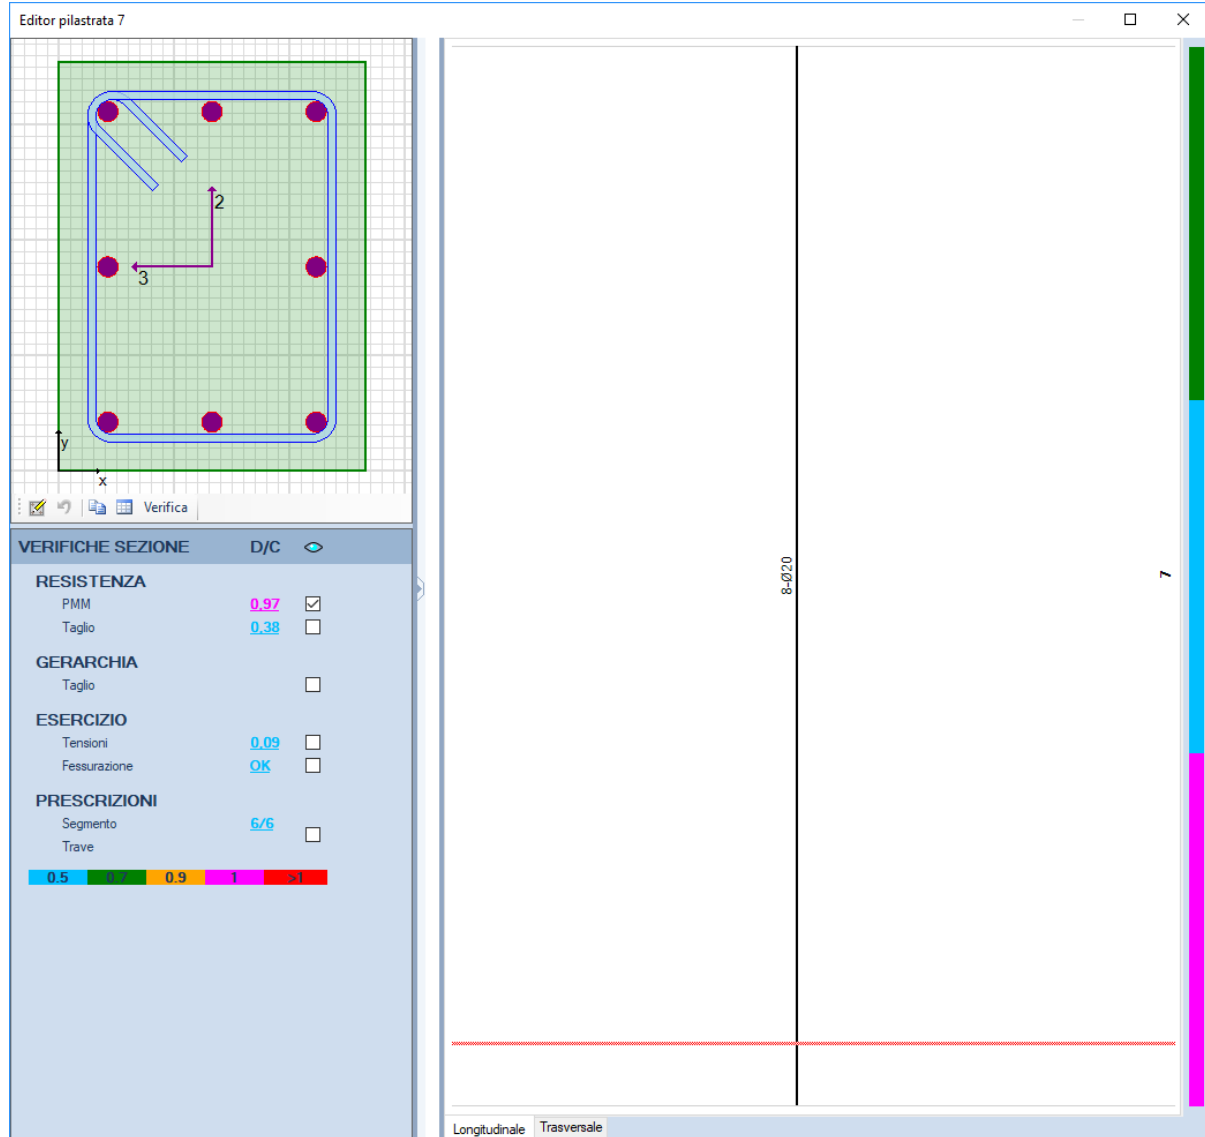 Editor pilastrata 7
2
3
y
x
Verifica
VERIFICHE SEZIONE D/C
RESISTENZA
PMM 0,97
Taglio 0,38
GERARCHIA
Taglio
ESERCIZIO
Tensioni 0,09
Fessurazione OK
PRESCRIZIONI
Segmento 6/6
Trave
0.5 0.7 0.9 1 >1
8-Ø20
7
Longitudinale Trasversale